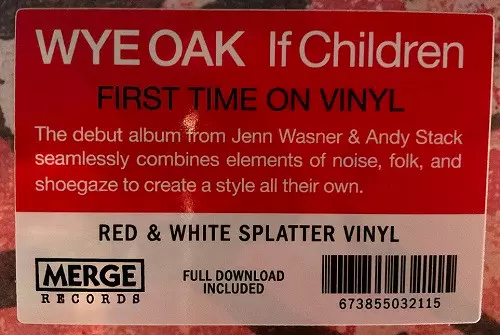 WYE OAK If Children
FIRST TIME ON VINYL
The debut album from Jenn Wasner & Andy Stack
seamlessly combines elements of noise, folk, and
shoegaze to create a style all their own.
RED & WHITE SPLATTER VINYL
MERGE
RECORDS
FULL DOWNLOAD
INCLUDED
673855032115